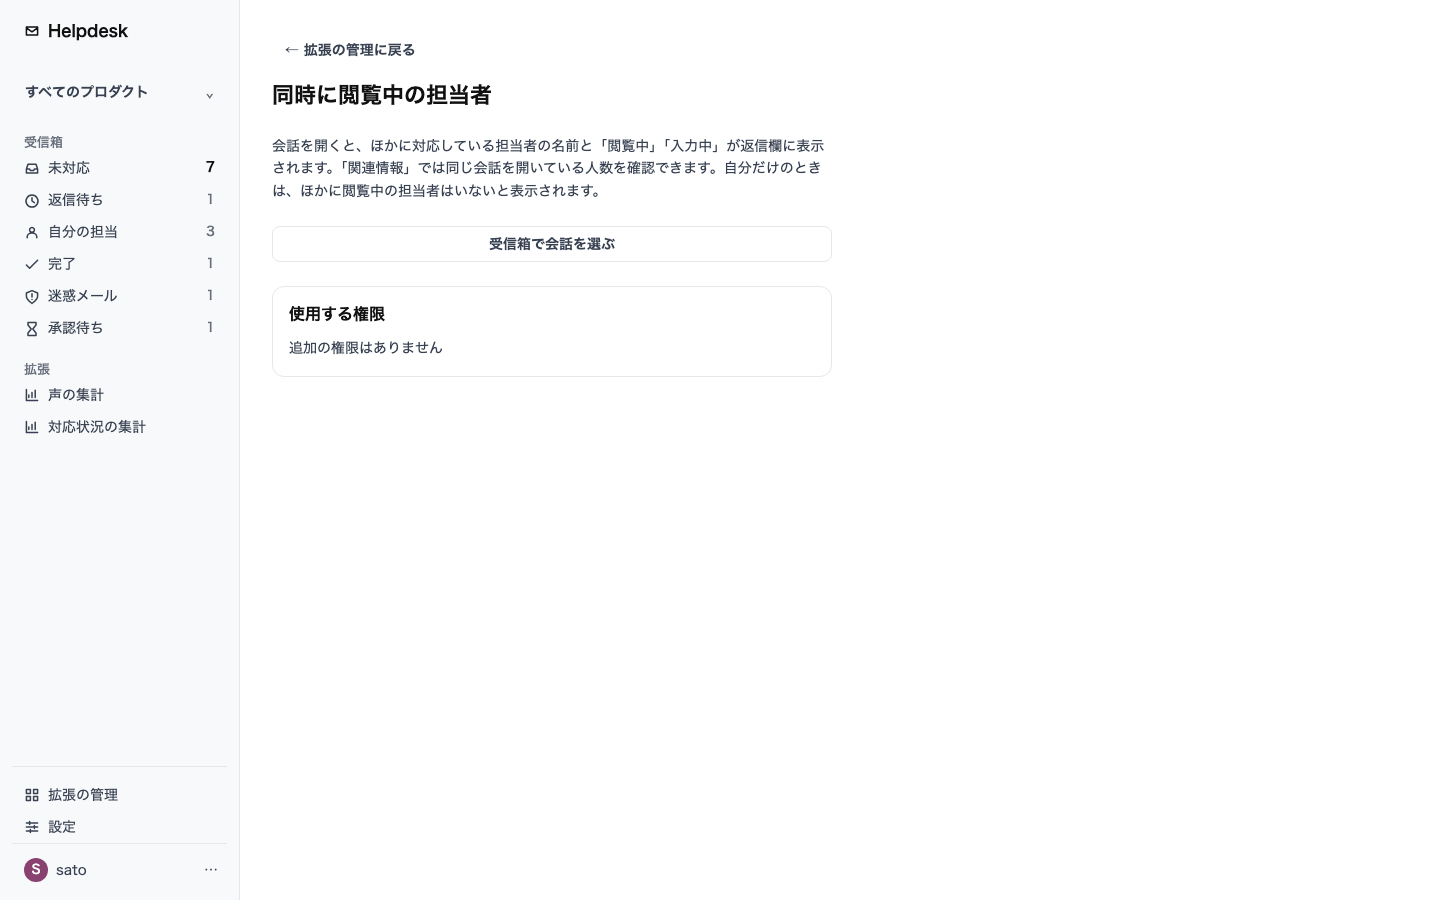 Helpdesk
すべてのプロダクト
受信箱
未対応 7
返信待ち 1
自分の担当 3
完了 1
迷惑メール 1
承認待ち 1
拡張
声の集計
対応状況の集計
拡張の管理
設定
S sato ...
← 拡張の管理に戻る
同時に閲覧中の担当者
会話を開くと、ほかに対応している担当者の名前と「閲覧中」「入力中」が返信欄に表示
されます。「関連情報」では同じ会話を開いている人数を確認できます。自分だけのとき
は、ほかに閲覧中の担当者はいないと表示されます。
受信箱で会話を選ぶ
使用する権限
追加の権限はありません